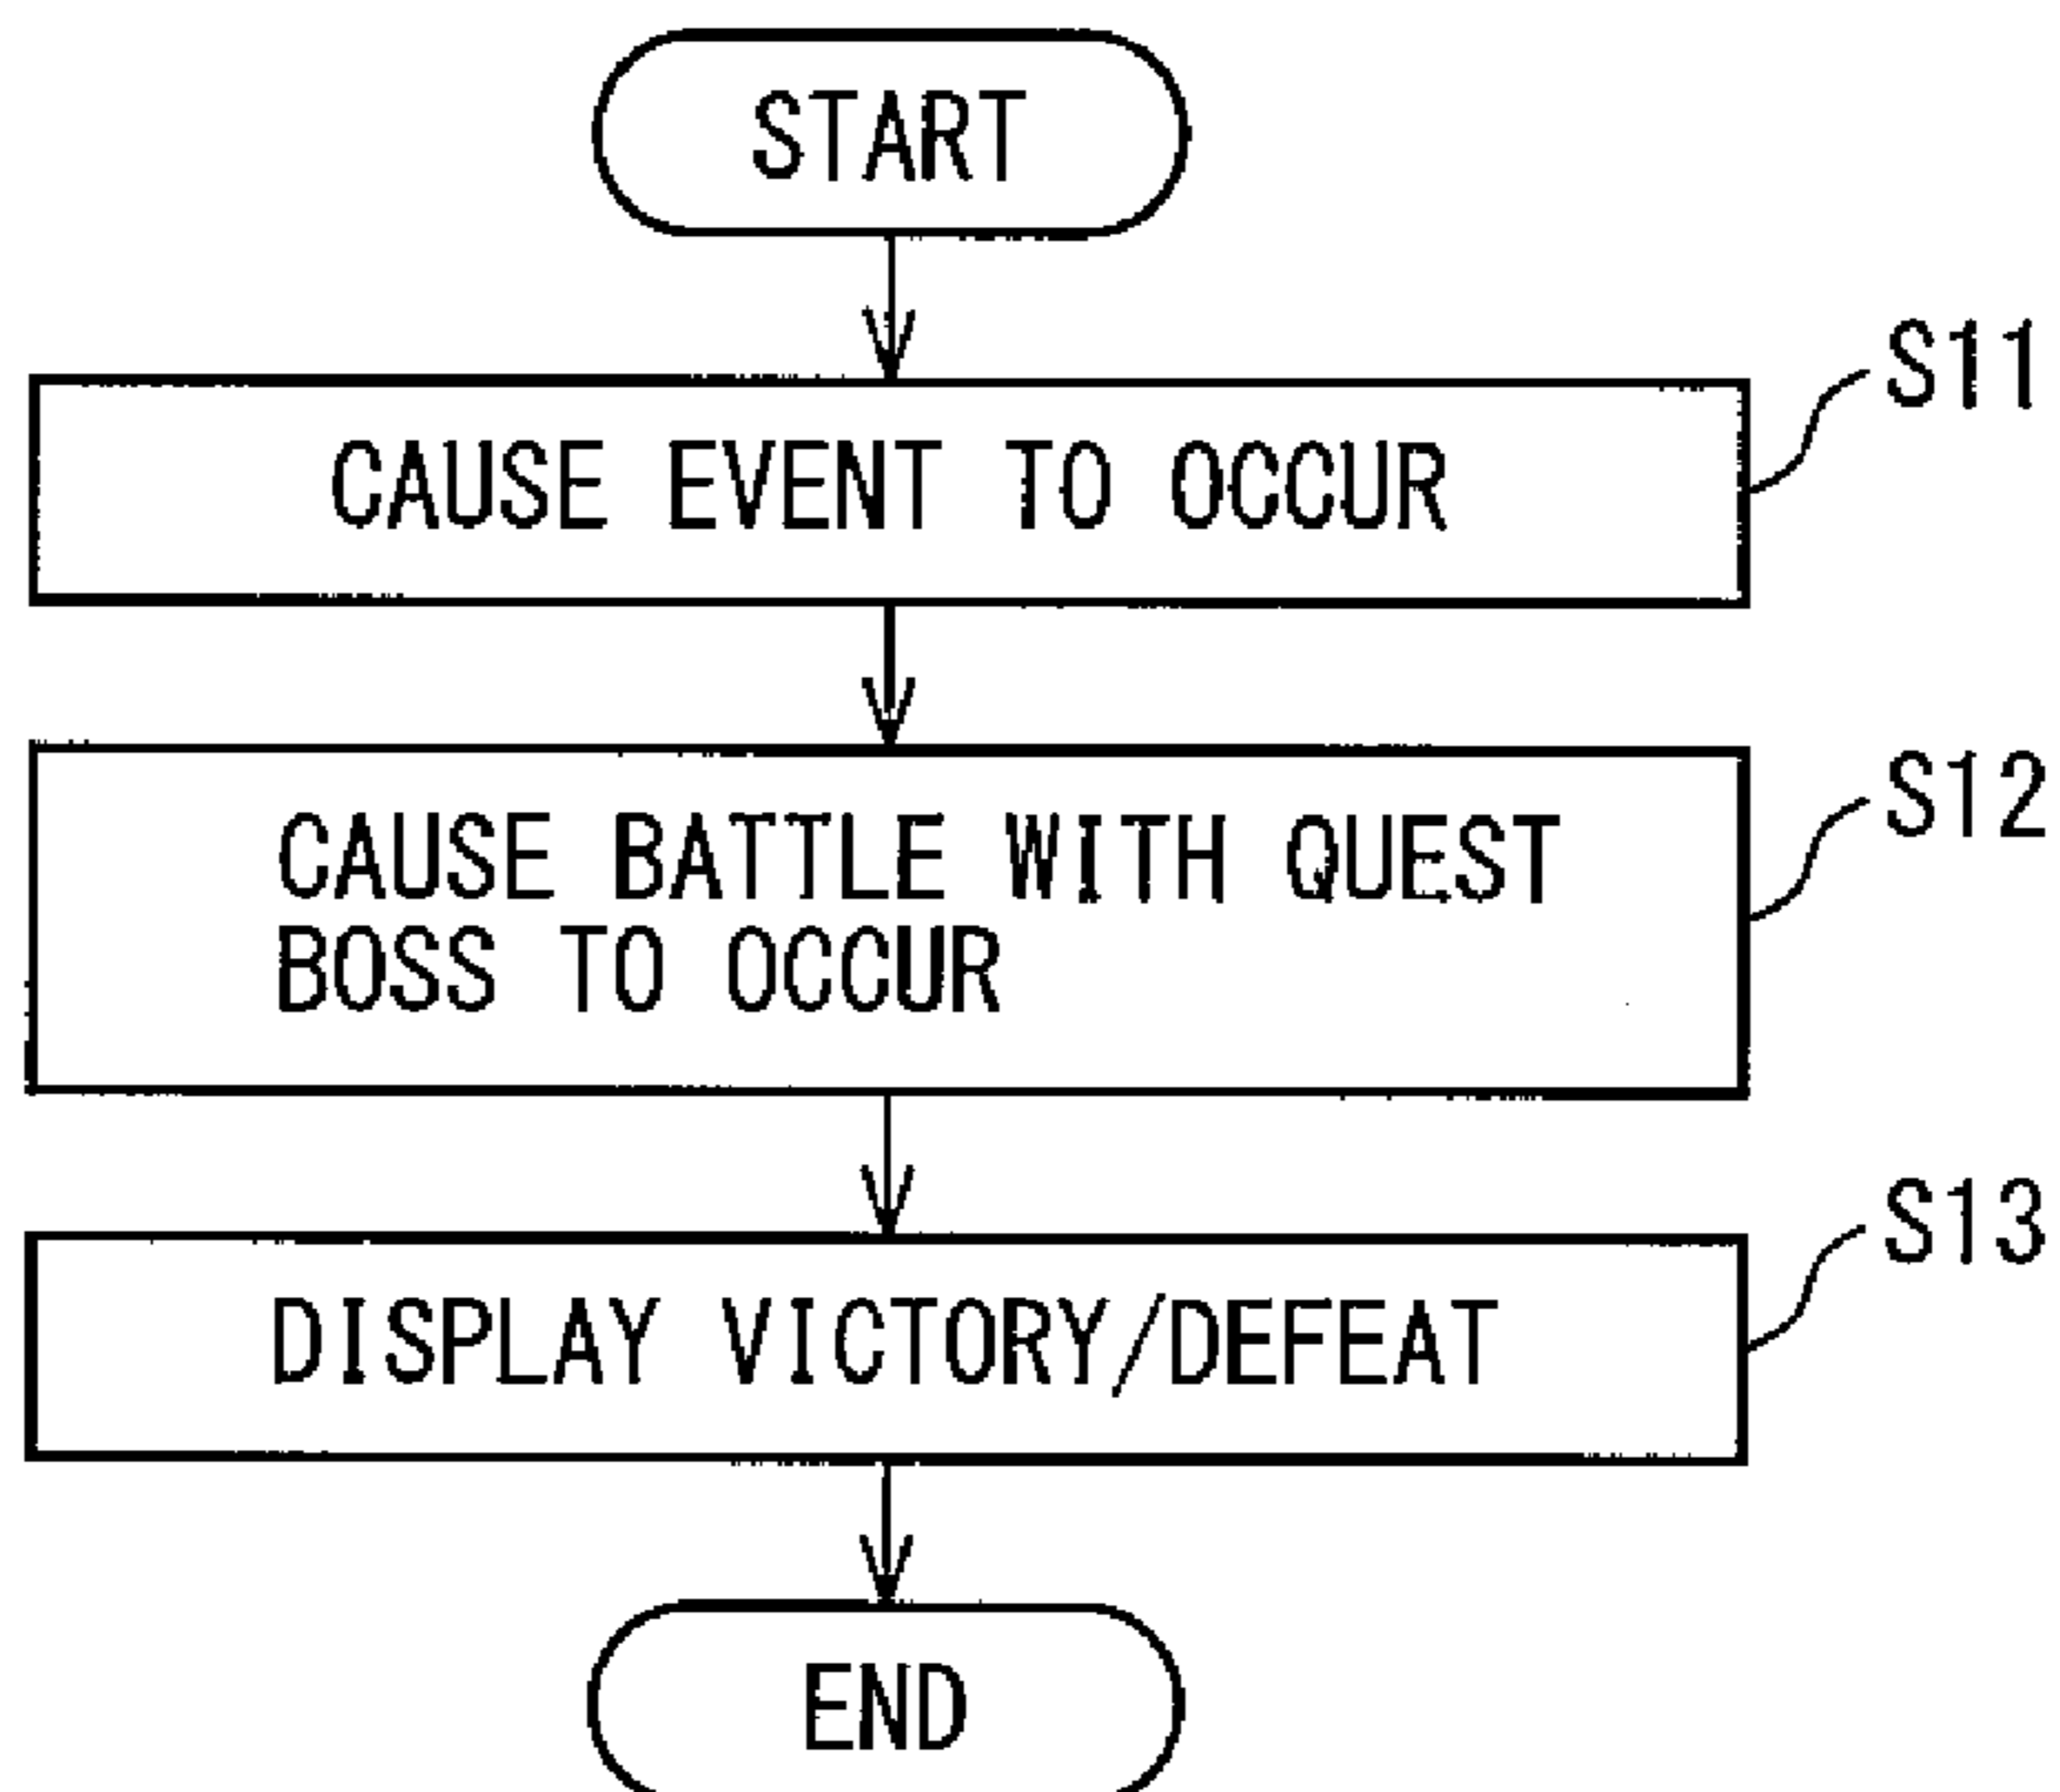 START
S11
CAUSE EVENT TO OCCUR
S12
CAUSE BATTLE WITH QUEST
BOSS TO OCCUR
S13
DISPLAY VICTORY/DEFEAT
END